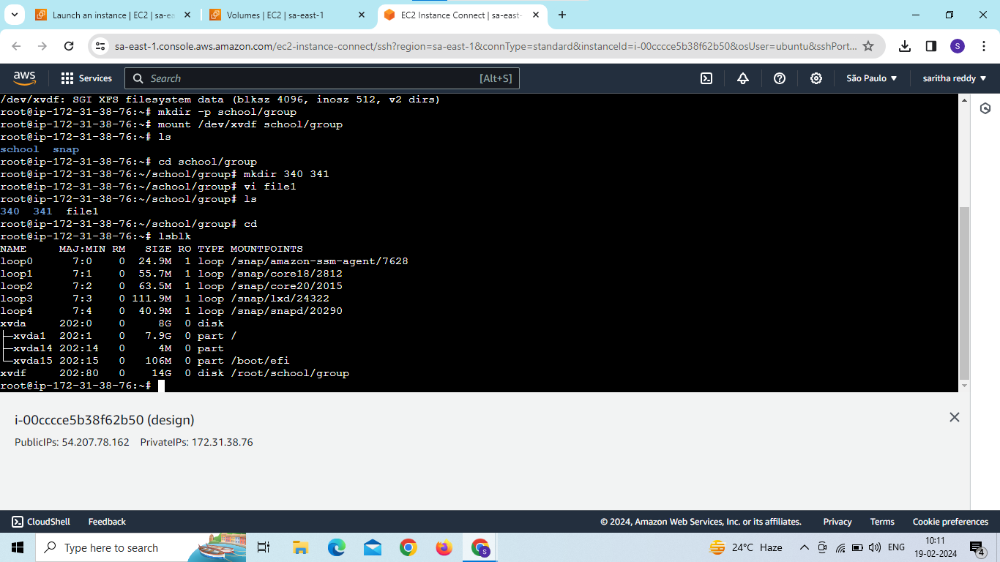 Launch an instance | EC2 | sa-ea
Volumes | EC2 | sa-east-1
EC2 Instance Connect | sa-east-
sa-east-1.console.aws.amazon.com/ec2-instance-connect/ssh?region=sa-east-1&connType=standard&instanceId=i-00cccce5b38f62b50&osUser=ubuntu&sshPort...
S
aws
Services
Search
[Alt+S]
São Paulo
saritha reddy
/dev/xvdf: SGI XFS filesystem data (blksz 4096, inosz 512, v2 dirs)
root@ip-172-31-38-76:~# mkdir -p school/group
root@ip-172-31-38-76:~# mount /dev/xvdf school/group
root@ip-172-31-38-76:~# ls
school  snap
root@ip-172-31-38-76:~# cd school/group
root@ip-172-31-38-76:~/school/group# mkdir 340 341
root@ip-172-31-38-76:~/school/group# vi file1
root@ip-172-31-38-76:~/school/group# ls
340  341  file1
root@ip-172-31-38-76:~/school/group# cd
root@ip-172-31-38-76:~# lsblk
NAME     MAJ:MIN RM   SIZE RO TYPE MOUNTPOINTS
loop0      7:0    0  24.9M  1 loop /snap/amazon-ssm-agent/7628
loop1      7:1    0  55.7M  1 loop /snap/core18/2812
loop2      7:2    0  63.5M  1 loop /snap/core20/2015
loop3      7:3    0 111.9M  1 loop /snap/lxd/24322
loop4      7:4    0  40.9M  1 loop /snap/snapd/20290
xvda     202:0    0     8G  0 disk
├─xvda1  202:1    0   7.9G  0 part /
├─xvda14 202:14   0     4M  0 part
└─xvda15 202:15   0   106M  0 part /boot/efi
xvdf     202:80   0    14G  0 disk /root/school/group
root@ip-172-31-38-76:~#
i-00cccce5b38f62b50 (design)
PublicIPs: 54.207.78.162    PrivateIPs: 172.31.38.76
CloudShell
Feedback
© 2024, Amazon Web Services, Inc. or its affiliates.
Privacy
Terms
Cookie preferences
Type here to search
S
24°C Haze
ENG
10:11
19-02-2024
4